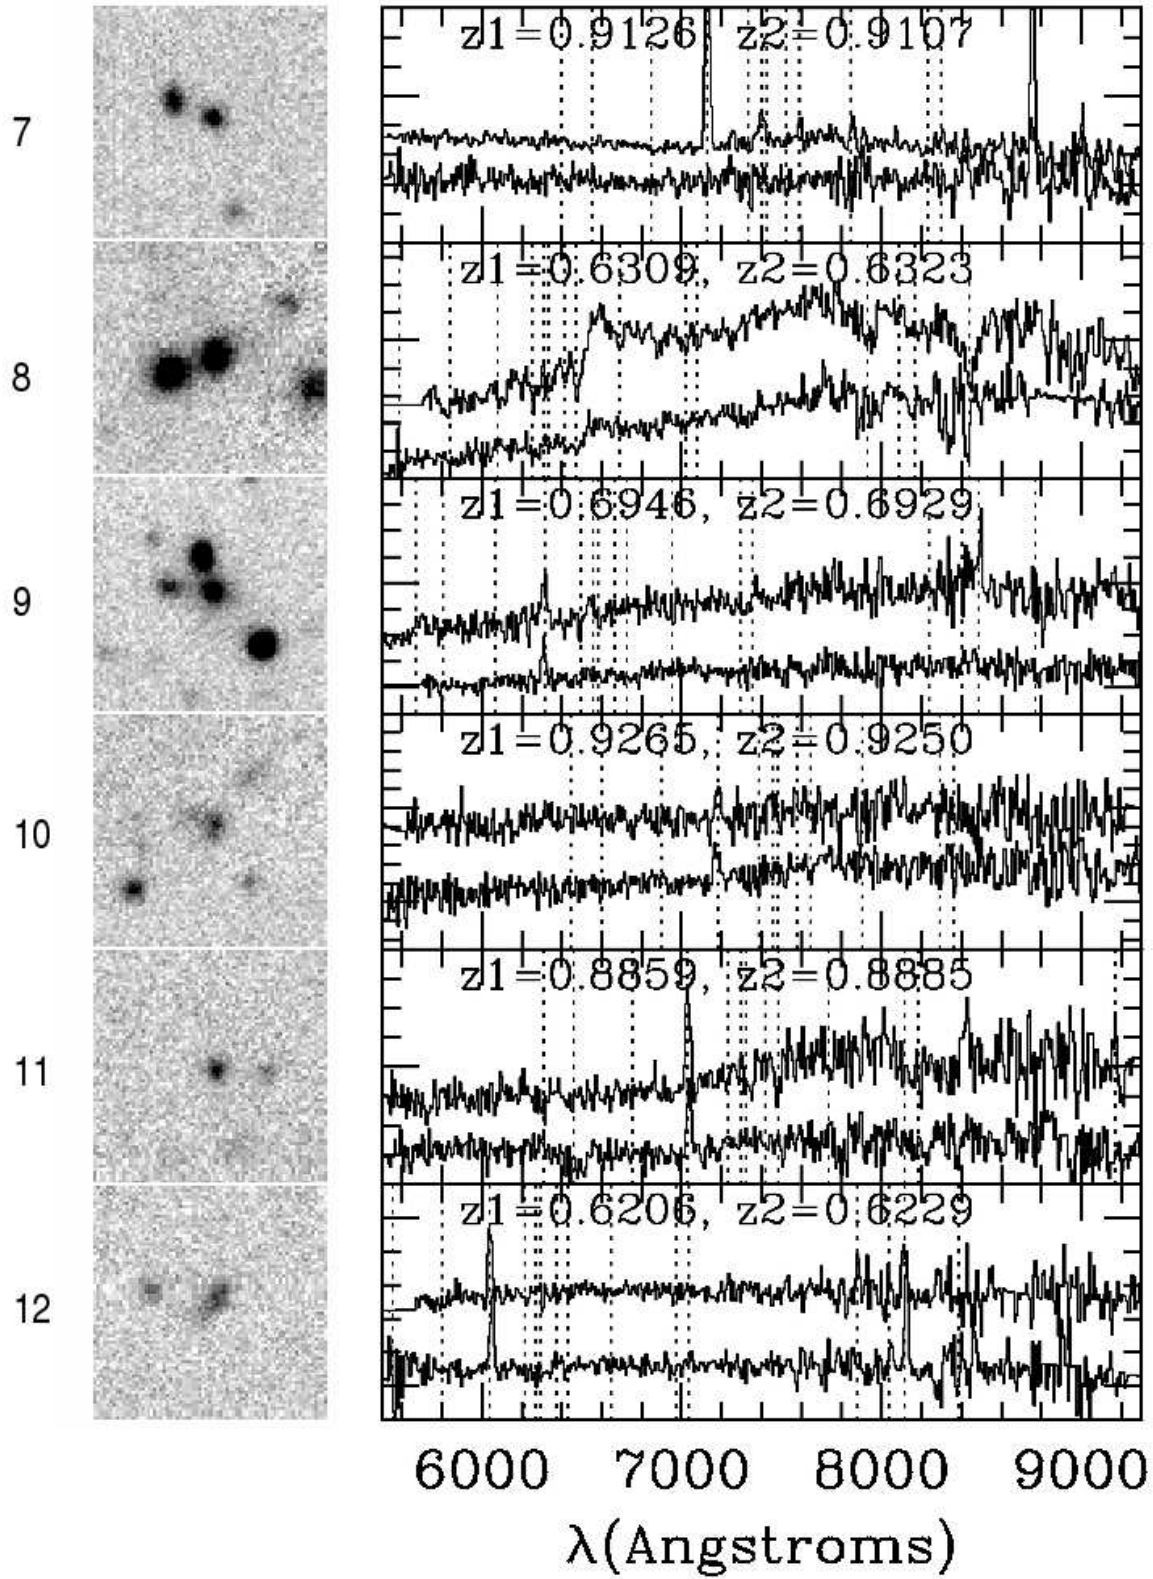 7
z1=0.9126 z2=0.9107
8
z1=0.6309, z2=0.6323
9
z1=0.6946, z2=0.6929
10
z1=0.9265, z2=0.9250
11
z1=0.8859, z2=0.8885
12
z1=0.6206, z2=0.6229
6000 7000 8000 9000
λ(Angstroms)